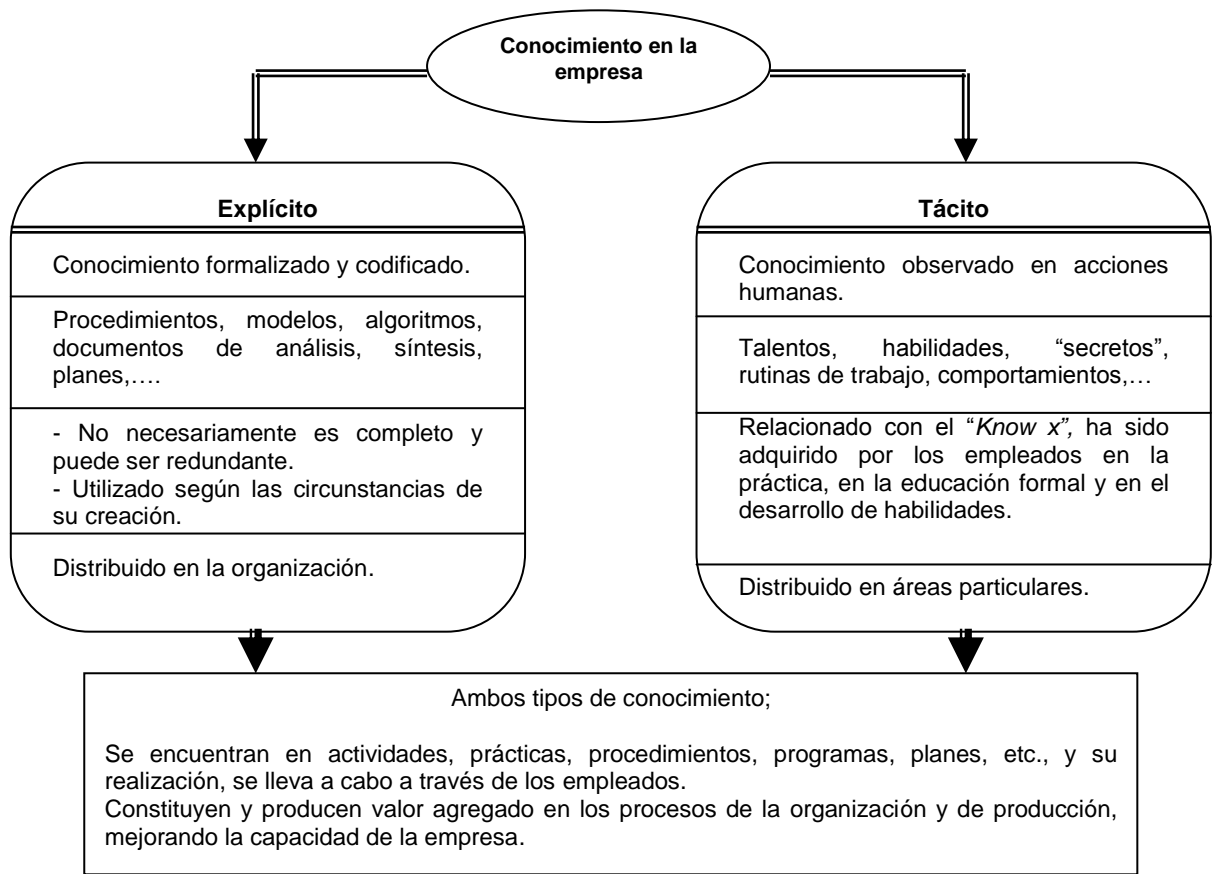 Conocimiento en la
empresa
Explícito
Conocimiento formalizado y codificado.
Procedimientos, modelos, algoritmos,
documentos de análisis, síntesis,
planes,….
- No necesariamente es completo y
puede ser redundante.
- Utilizado según las circunstancias de
su creación.
Distribuido en la organización.
Tácito
Conocimiento observado en acciones
humanas.
Talentos, habilidades, “secretos”,
rutinas de trabajo, comportamientos,…
Relacionado con el “Know x”, ha sido
adquirido por los empleados en la
práctica, en la educación formal y en el
desarrollo de habilidades.
Distribuido en áreas particulares.
Ambos tipos de conocimiento;
Se encuentran en actividades, prácticas, procedimientos, programas, planes, etc., y su
realización, se lleva a cabo a través de los empleados.
Constituyen y producen valor agregado en los procesos de la organización y de producción,
mejorando la capacidad de la empresa.